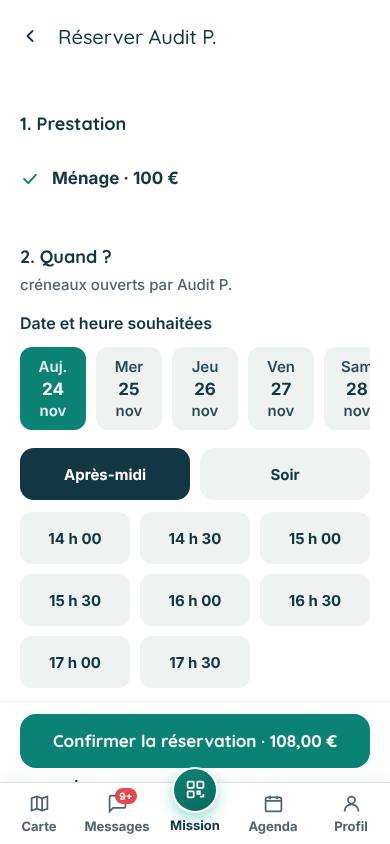 Réserver Audit P.
1. Prestation
Ménage · 100 €
2. Quand ?
créneaux ouverts par Audit P.
Date et heure souhaitées
Auj. Mer Jeu Ven Sam
24 25 26 27 28
nov nov nov nov nov
Après-midi Soir
14 h 00 14 h 30 15 h 00
15 h 30 16 h 00 16 h 30
17 h 00 17 h 30
Confirmer la réservation · 108,00 €
9+
Carte Messages Mission Agenda Profil